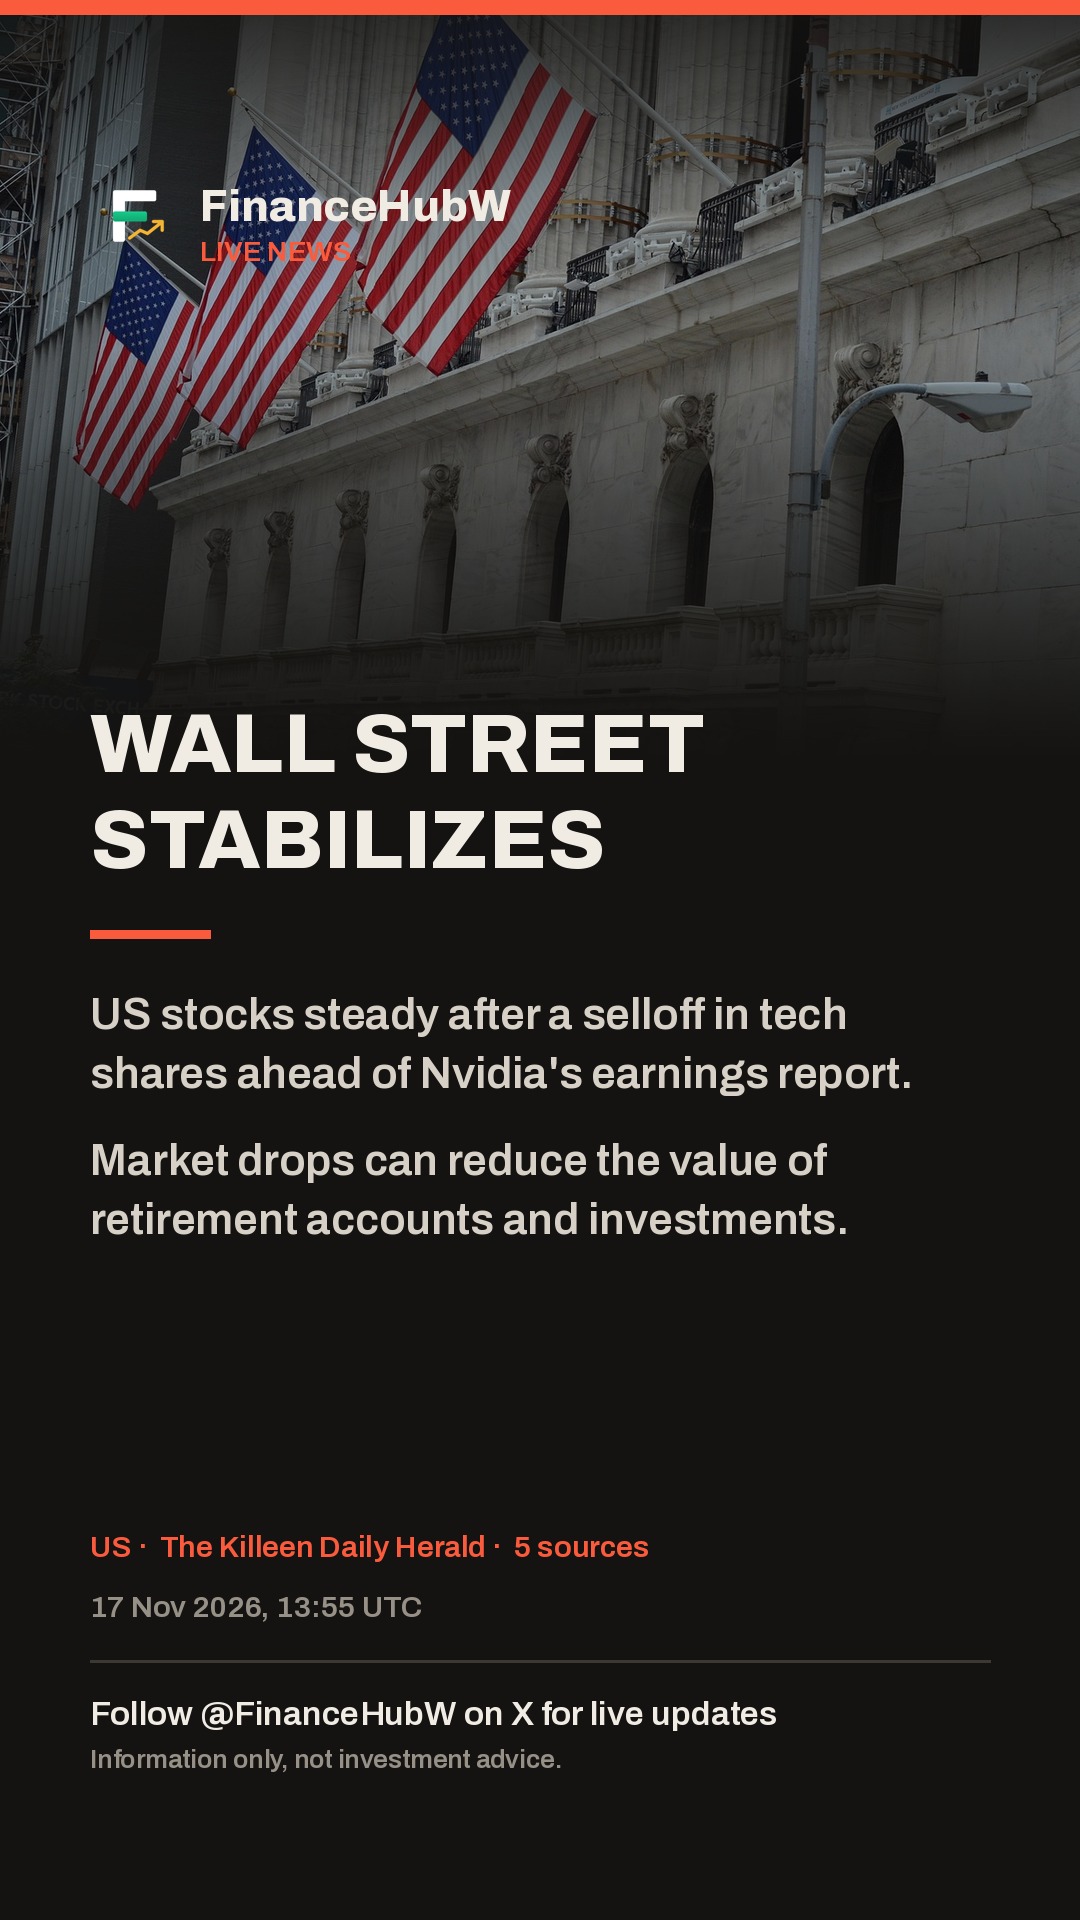 FinanceHubW
LIVE NEWS
STOCK EXCH
WALL STREET
STABILIZES
US stocks steady after a selloff in tech
shares ahead of Nvidia's earnings report.
Market drops can reduce the value of
retirement accounts and investments.
US · The Killeen Daily Herald · 5 sources
17 Nov 2026, 13:55 UTC
Follow @FinanceHubW on X for live updates
Information only, not investment advice.